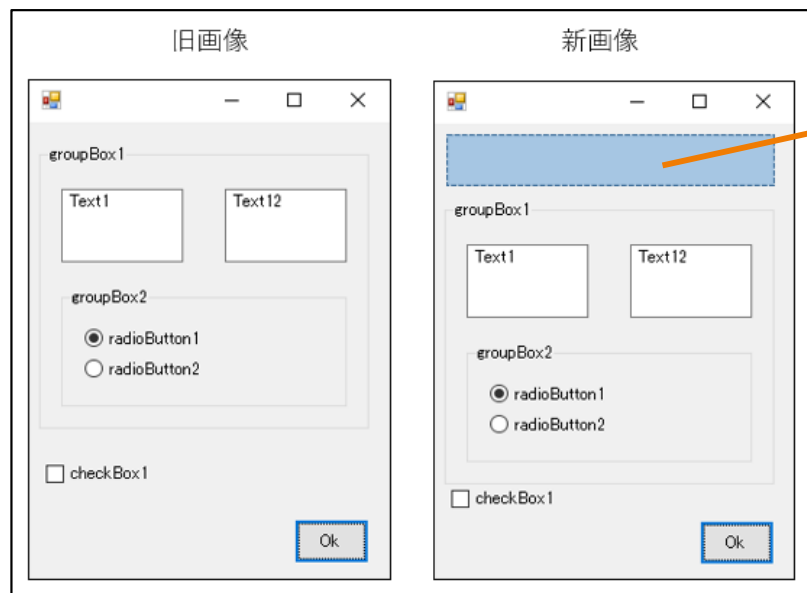 旧画像
新画像
groupBox1
Text1
Text12
groupBox2
radioButton1
radioButton2
checkBox1
Ok
groupBox1
Text1
Text12
groupBox2
radioButton1
radioButton2
checkBox1
Ok